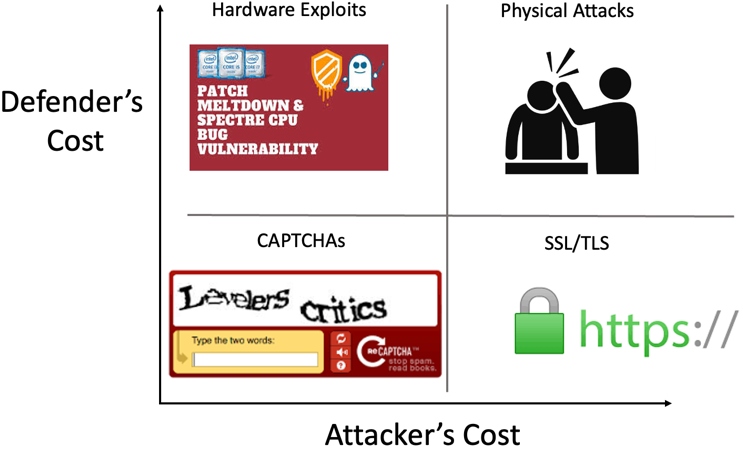 Hardware Exploits
Physical Attacks
Defender's
Cost
PATCH
MELTDOWN &
SPECTRE CPU
BUG
VULNERABILITY
CAPTCHAs
SSL/TLS
Levelers critics
Type the two words:
reCAPTCHA™
stop spam.
read books.
https://
Attacker's Cost